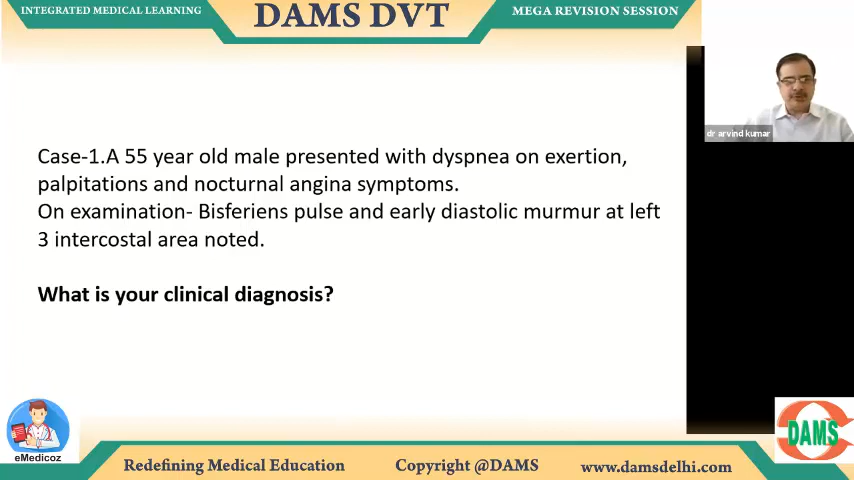 INTEGRATED MEDICAL LEARNING
DAMS DVT
MEGA REVISION SESSION
dr arvind kumar
Case-1.A 55 year old male presented with dyspnea on exertion,
palpitations and nocturnal angina symptoms.
On examination- Bisferiens pulse and early diastolic murmur at left
3 intercostal area noted.
What is your clinical diagnosis?
eMedicoz
DAMS
Redefining Medical Education
Copyright @DAMS
www.damsdelhi.com